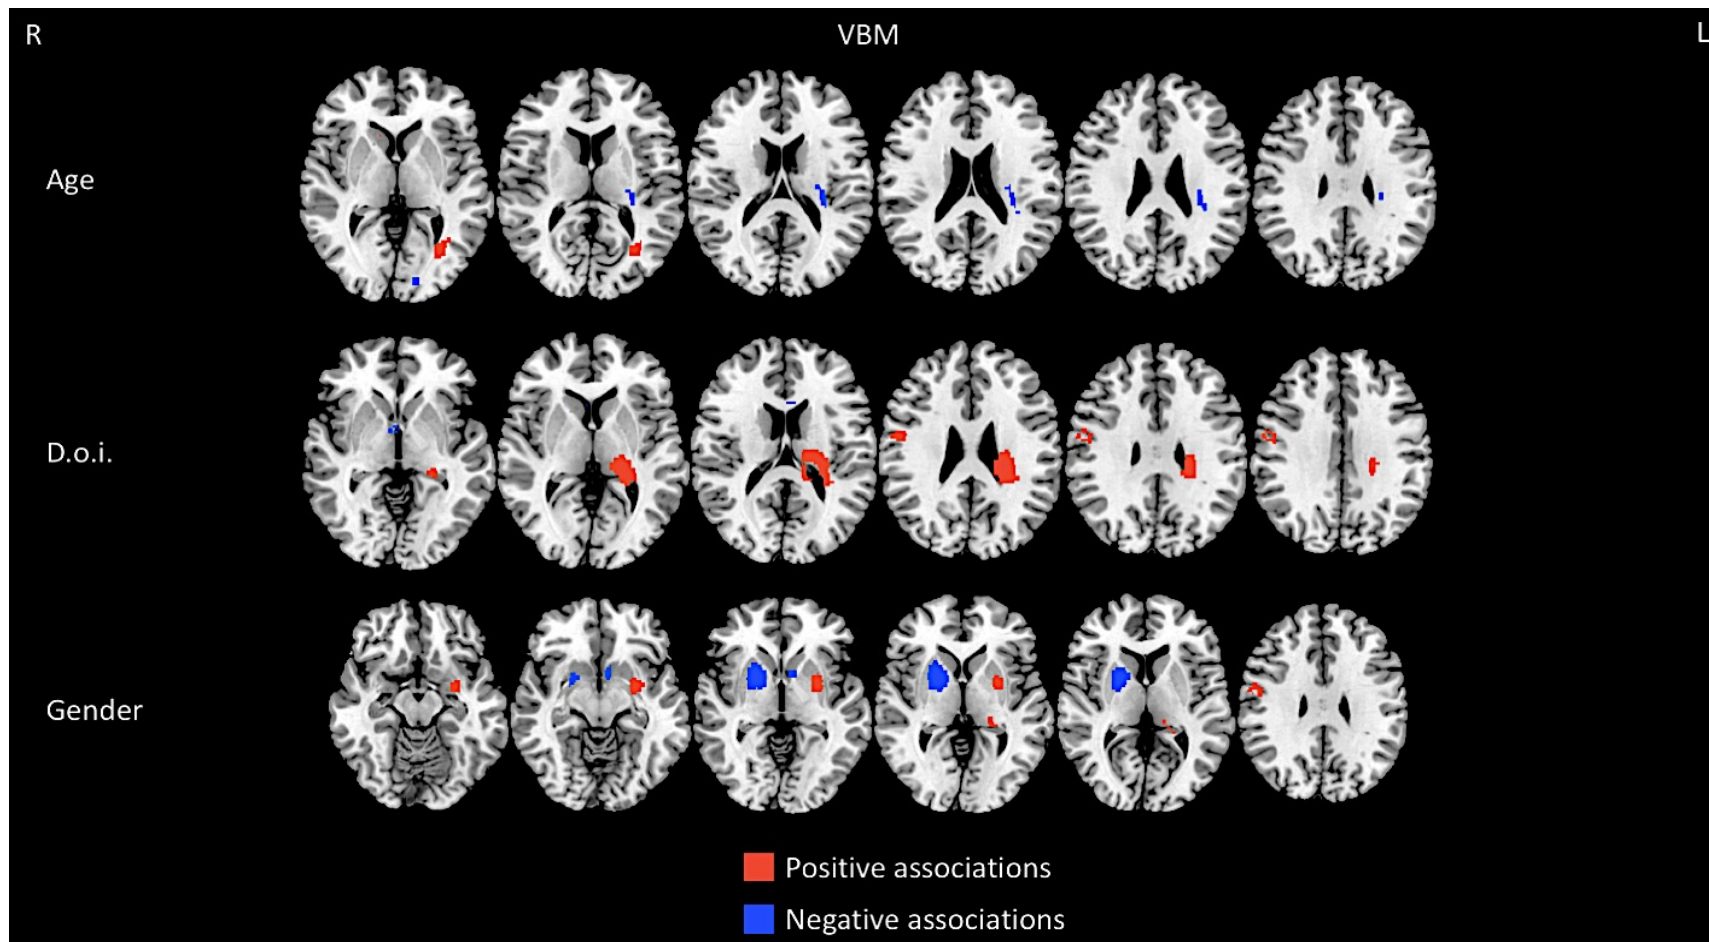 R VBM L
Age
D.o.i.
Gender
Positive associations
Negative associations